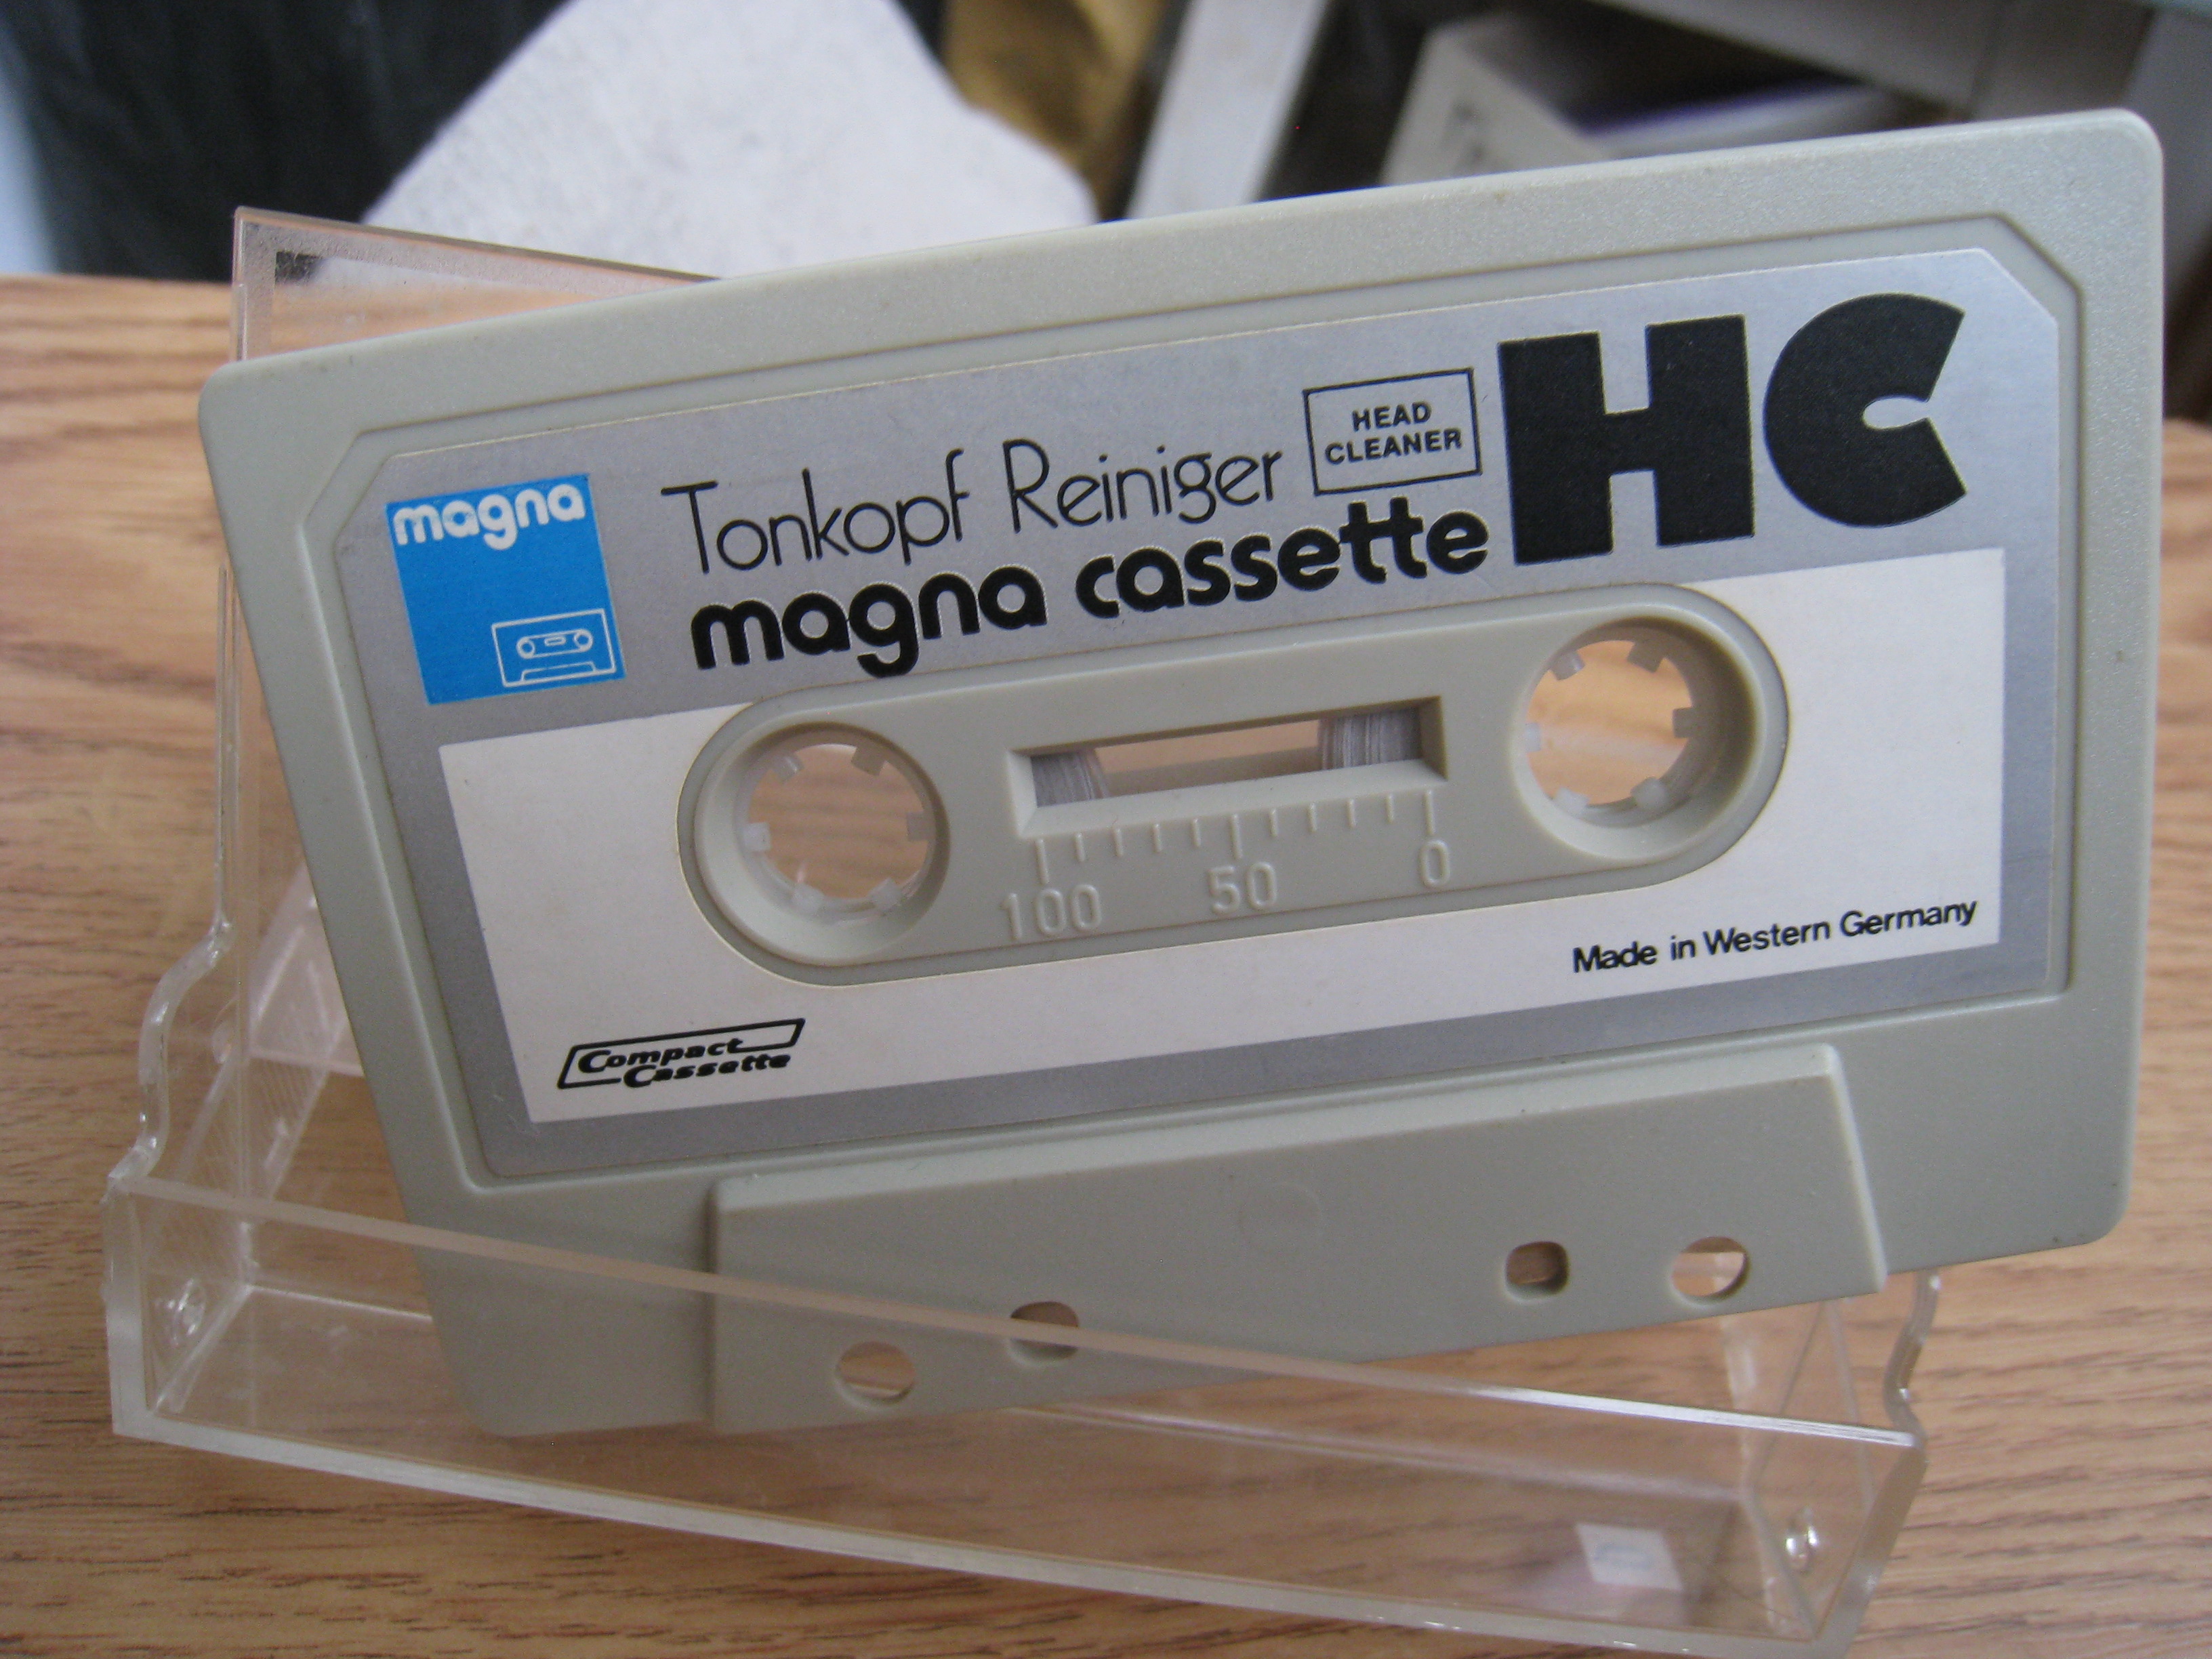 magna
Tonkopf Reiniger
HEAD
CLEANER
HC
magna cassette
100 50 0
Made in Western Germany
Compact
Cassette